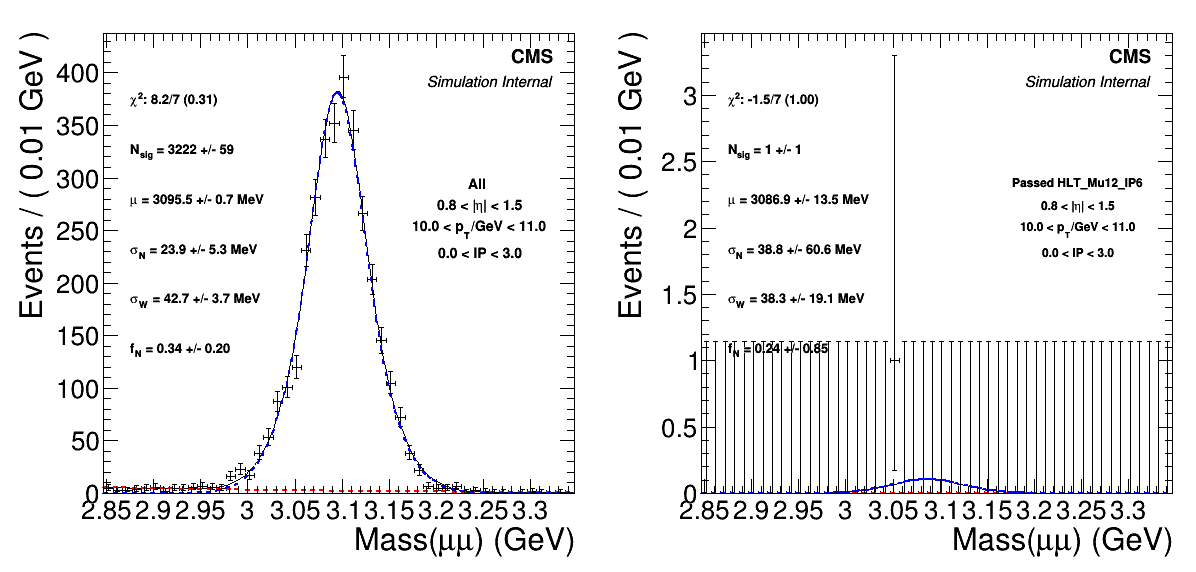 CMS
Simulation Internal
χ²: 8.2/7 (0.31)
N_sig = 3222 +/- 59
μ = 3095.5 +/- 0.7 MeV
σ_N = 23.9 +/- 5.3 MeV
σ_W = 42.7 +/- 3.7 MeV
f_N = 0.34 +/- 0.20
All
0.8 < |η| < 1.5
10.0 < p_T/GeV < 11.0
0.0 < IP < 3.0
Events / ( 0.01 GeV )
400
350
300
250
200
150
100
50
0
2.85 2.9 2.95 3 3.05 3.1 3.15 3.2 3.25 3.3
Mass(μμ) (GeV)
CMS
Simulation Internal
χ²: -1.5/7 (1.00)
N_sig = 1 +/- 1
μ = 3086.9 +/- 13.5 MeV
σ_N = 38.8 +/- 60.6 MeV
σ_W = 38.3 +/- 19.1 MeV
f_N = 0.24 +/- 0.85
Passed HLT_Mu12_IP6
0.8 < |η| < 1.5
10.0 < p_T/GeV < 11.0
0.0 < IP < 3.0
Events / ( 0.01 GeV )
3
2.5
2
1.5
1
0.5
0
2.85 2.9 2.95 3 3.05 3.1 3.15 3.2 3.25 3.3
Mass(μμ) (GeV)